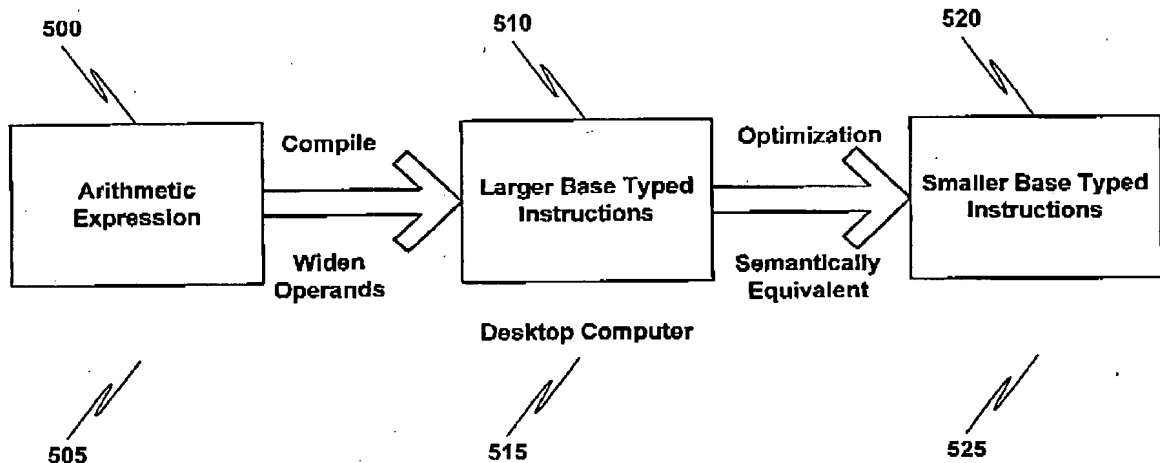 500
510
520
Arithmetic
Expression
Compile
Widen
Operands
Larger Base Typed
Instructions
Optimization
Semantically
Equivalent
Smaller Base Typed
Instructions
Desktop Computer
505
515
525